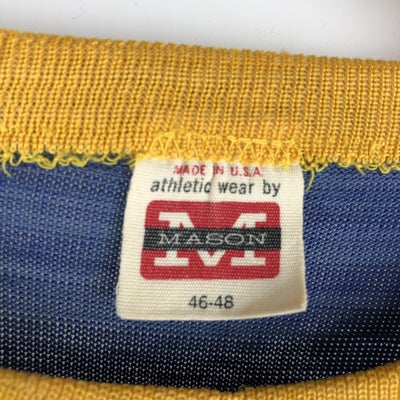 MADE IN U.S.A.
athletic wear by
M
MASON
46-48